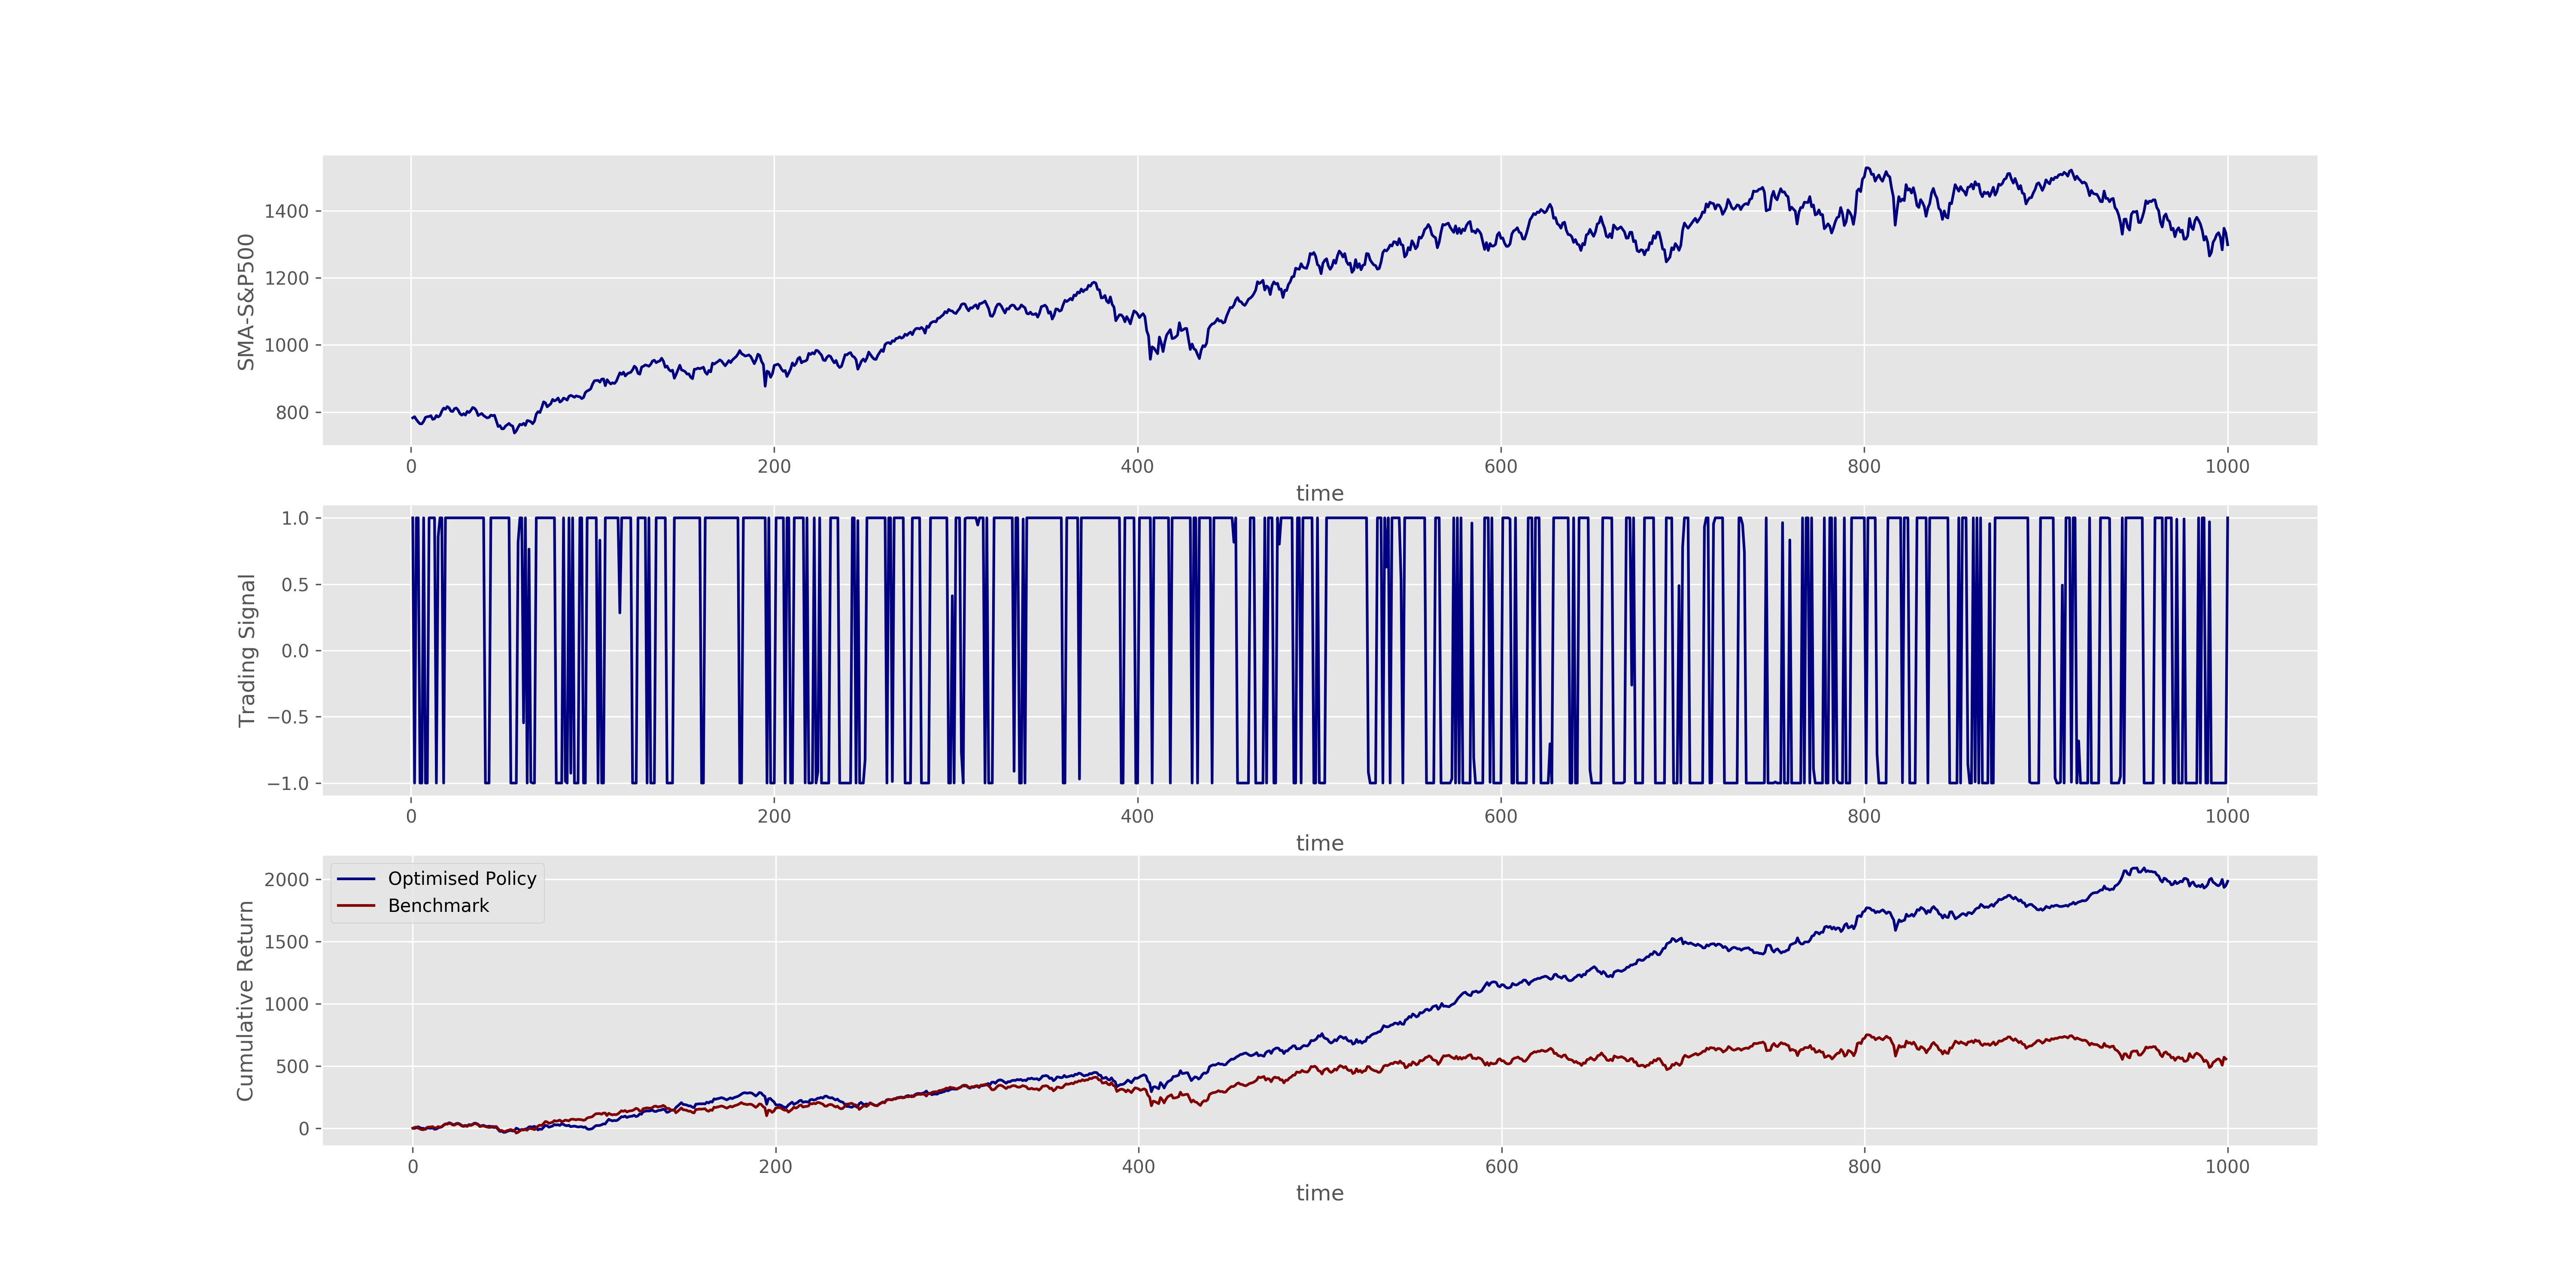 SMA-S&P500
1400
1200
1000
800
0 200 400 600 800 1000
time
Trading Signal
1.0
0.5
0.0
−0.5
−1.0
0 200 400 600 800 1000
time
Cumulative Return
2000
1500
1000
500
0
Optimised Policy
Benchmark
0 200 400 600 800 1000
time